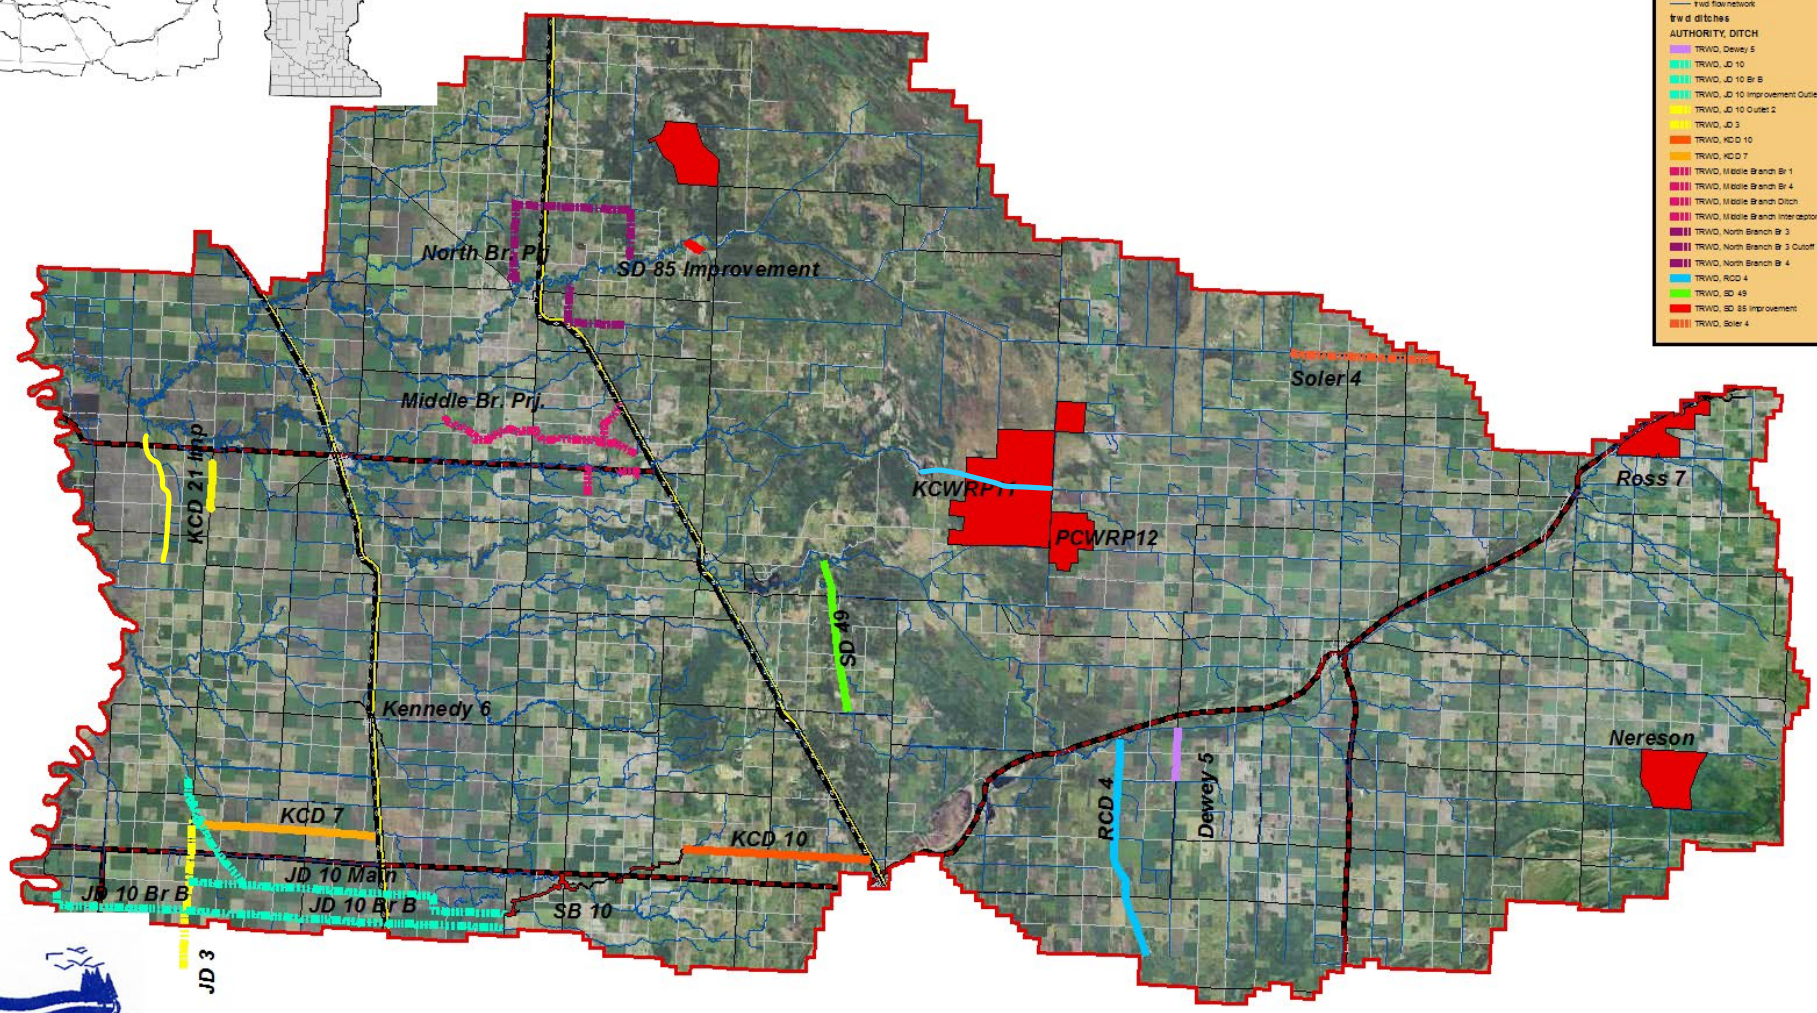 trwd flow network
trwd ditches
AUTHORITY, DITCH
TRWD, Dewey 5
TRWD, JD 10
TRWD, JD 10 Br B
TRWD, JD 10 Improvement Outle
TRWD, JD 10 Outlet 2
TRWD, JD 3
TRWD, KCD 10
TRWD, KCD 7
TRWD, Middle Branch Br 1
TRWD, Middle Branch Br 4
TRWD, Middle Branch Ditch
TRWD, Middle Branch Interceptor
TRWD, North Branch Br 3
TRWD, North Branch Br 3 Cutoff
TRWD, North Branch Br 4
TRWD, RCD 4
TRWD, SD 49
TRWD, SD 85 Improvement
TRWD, Soler 4
North Br. Prj
SD 85 Improvement
Soler 4
Middle Br. Prj.
KCD 21 Imp
KCWRP11
Ross 7
PCWRP12
SD 49
Kennedy 6
Nereson
RCD 4
Dewey 5
KCD 7
KCD 10
JD 10 Main
JD 10 Br B
JD 10 Br B
SB 10
JD 3